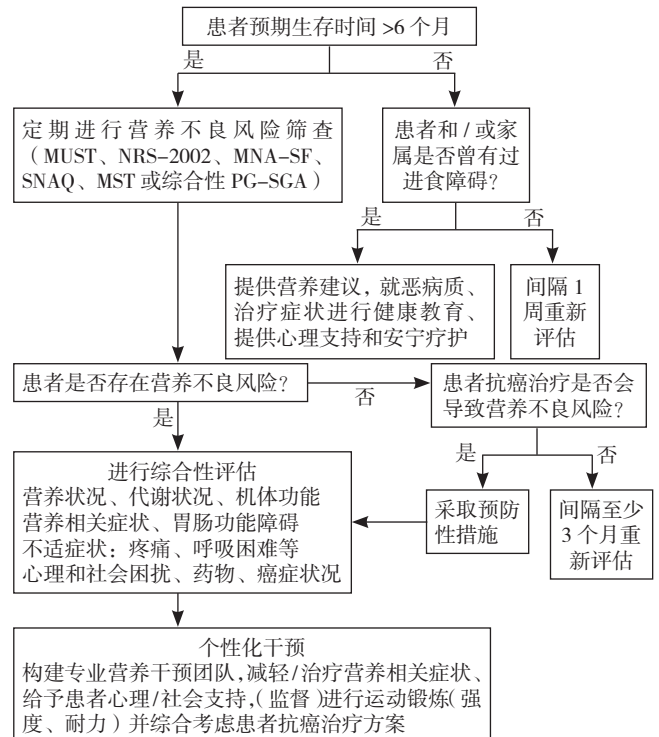 患者预期生存时间 >6 个月
是
否
定期进行营养不良风险筛查
（MUST、NRS-2002、MNA-SF、
SNAQ、MST 或综合性 PG-SGA）
患者和 / 或家
属是否曾有过
进食障碍？
是
否
提供营养建议，就恶病质、
治疗症状进行健康教育、
提供心理支持和安宁疗护
间隔 1
周重新
评估
患者是否存在营养不良风险？
否
患者抗癌治疗是否会
导致营养不良风险？
是
是
否
进行综合性评估
营养状况、代谢状况、机体功能
营养相关症状、胃肠功能障碍
不适症状：疼痛、呼吸困难等
心理和社会困扰、药物、癌症状况
采取预防
性措施
间隔至少
3 个月重
新评估
个性化干预
构建专业营养干预团队，减轻/治疗营养相关症状、
给予患者心理/社会支持，（监督）进行运动锻炼（强
度、耐力）并综合考虑患者抗癌治疗方案